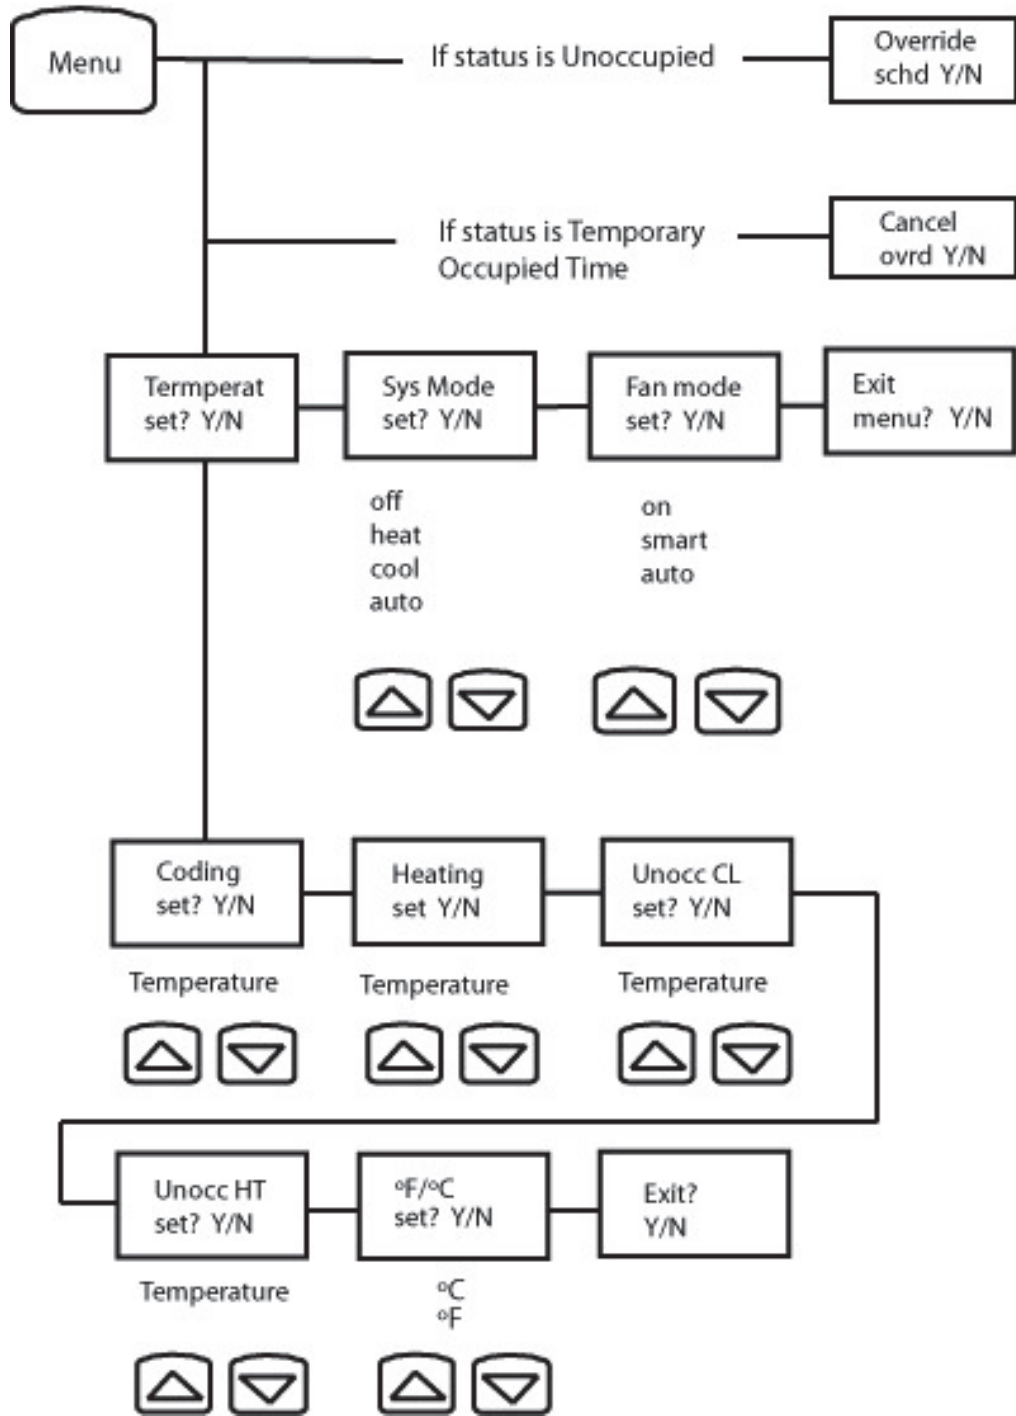 Menu
If status is Unoccupied
Override
schd Y/N
If status is Temporary
Occupied Time
Cancel
ovrd Y/N
Termperat
set? Y/N
Sys Mode
set? Y/N
Fan mode
set? Y/N
Exit
menu? Y/N
off
heat
cool
auto
on
smart
auto
Coding
set? Y/N
Heating
set Y/N
Unocc CL
set? Y/N
Temperature
Temperature
Temperature
Unocc HT
set? Y/N
ºF/ºC
set? Y/N
Exit?
Y/N
Temperature
ºC
ºF